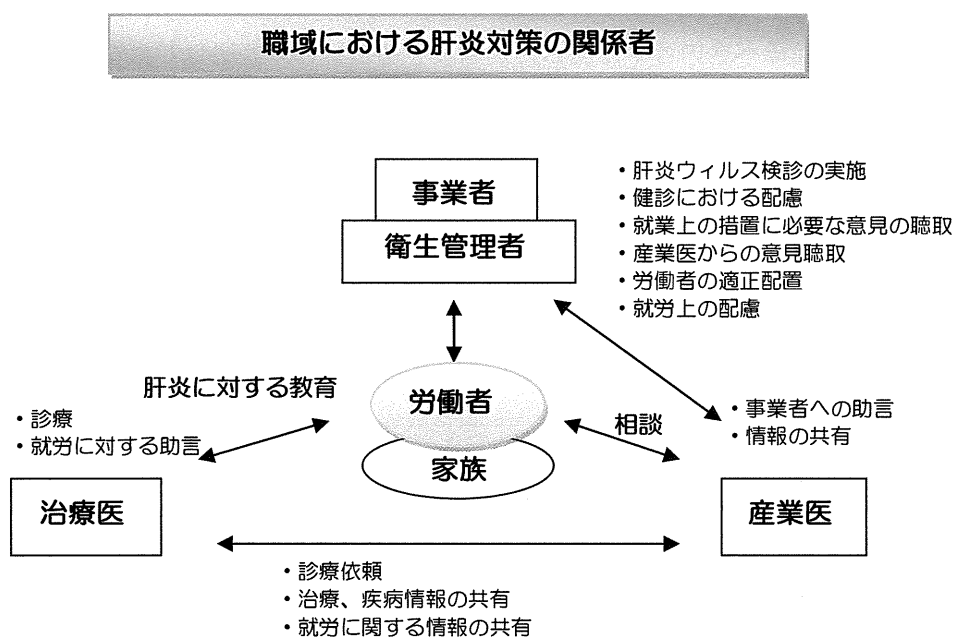 職域における肝炎対策の関係者
事業者
衛生管理者
・肝炎ウィルス検診の実施
・健診における配慮
・就業上の措置に必要な意見の聴取
・産業医からの意見聴取
・労働者の適正配置
・就労上の配慮
肝炎に対する教育
労働者
家族
相談
・事業者への助言
・情報の共有
・診療
・就労に対する助言
治療医
産業医
・診療依頼
・治療、疾病情報の共有
・就労に関する情報の共有